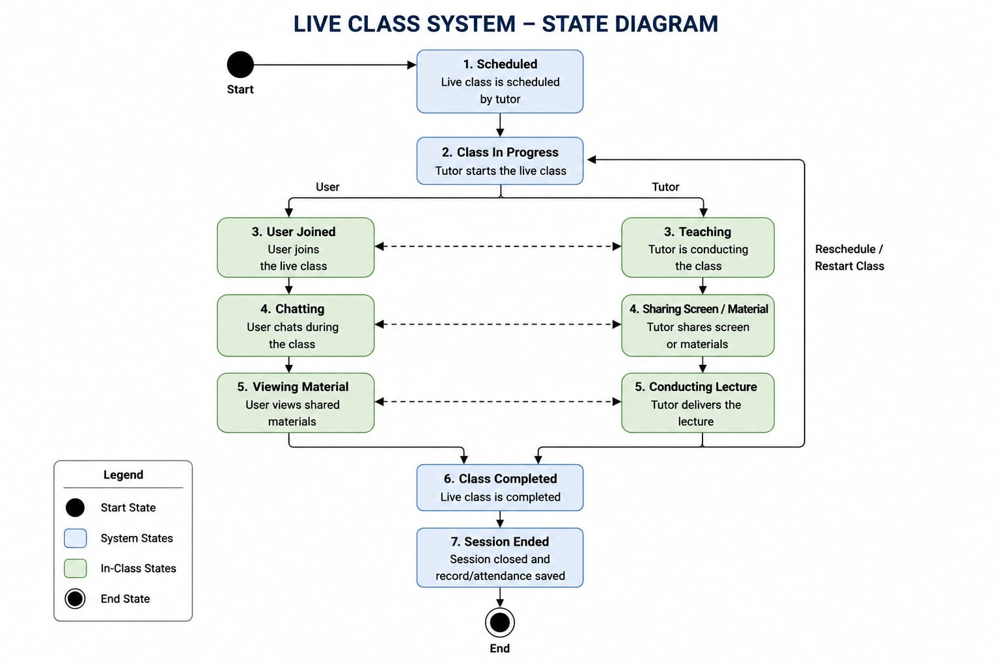 LIVE CLASS SYSTEM – STATE DIAGRAM
Start
1. Scheduled
Live class is scheduled
by tutor
2. Class In Progress
Tutor starts the live class
User
Tutor
3. User Joined
User joins
the live class
3. Teaching
Tutor is conducting
the class
Reschedule /
Restart Class
4. Chatting
User chats during
the class
4. Sharing Screen / Material
Tutor shares screen
or materials
5. Viewing Material
User views shared
materials
5. Conducting Lecture
Tutor delivers the
lecture
6. Class Completed
Live class is completed
7. Session Ended
Session closed and
record/attendance saved
End
Legend
Start State
System States
In-Class States
End State